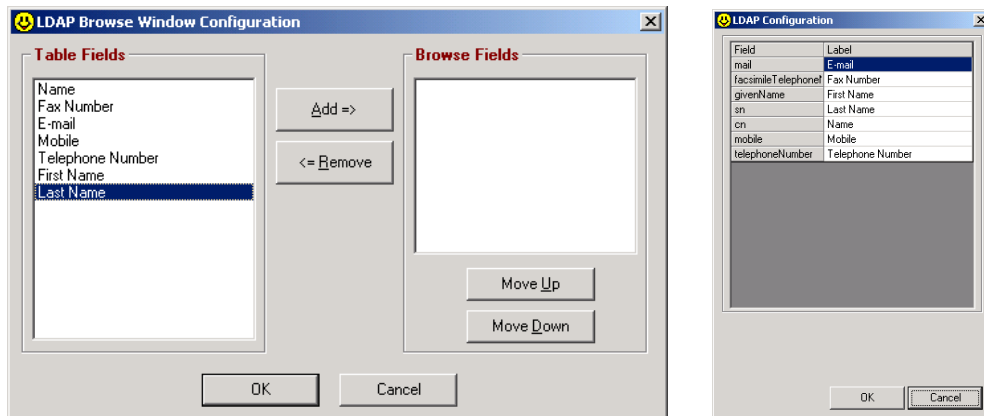 LDAP Browse Window Configuration
Table Fields
Name
Fax Number
E-mail
Mobile
Telephone Number
First Name
Last Name
Add =>
<= Remove
Browse Fields
Move Up
Move Down
OK
Cancel
LDAP Configuration
Field Label
mail E-mail
facsimileTelephone Fax Number
givenName First Name
sn Last Name
cn Name
mobile Mobile
telephoneNumber Telephone Number
OK
Cancel